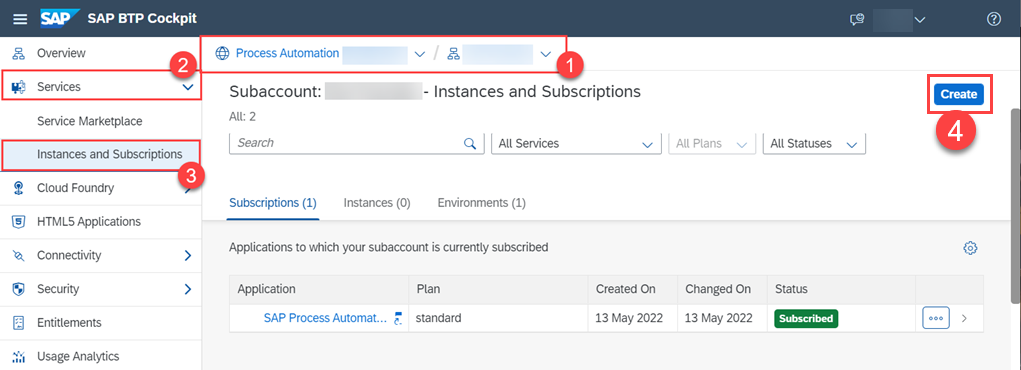 SAP SAP BTP Cockpit
Overview
Services
Service Marketplace
Instances and Subscriptions
Cloud Foundry
HTML5 Applications
Connectivity
Security
Entitlements
Usage Analytics
2
3
Process Automation /
1
Subaccount: - Instances and Subscriptions
Create
4
All: 2
Search All Services All Plans All Statuses
Subscriptions (1) Instances (0) Environments (1)
Applications to which your subaccount is currently subscribed
Application Plan Created On Changed On Status
SAP Process Automat... standard 13 May 2022 13 May 2022 Subscribed